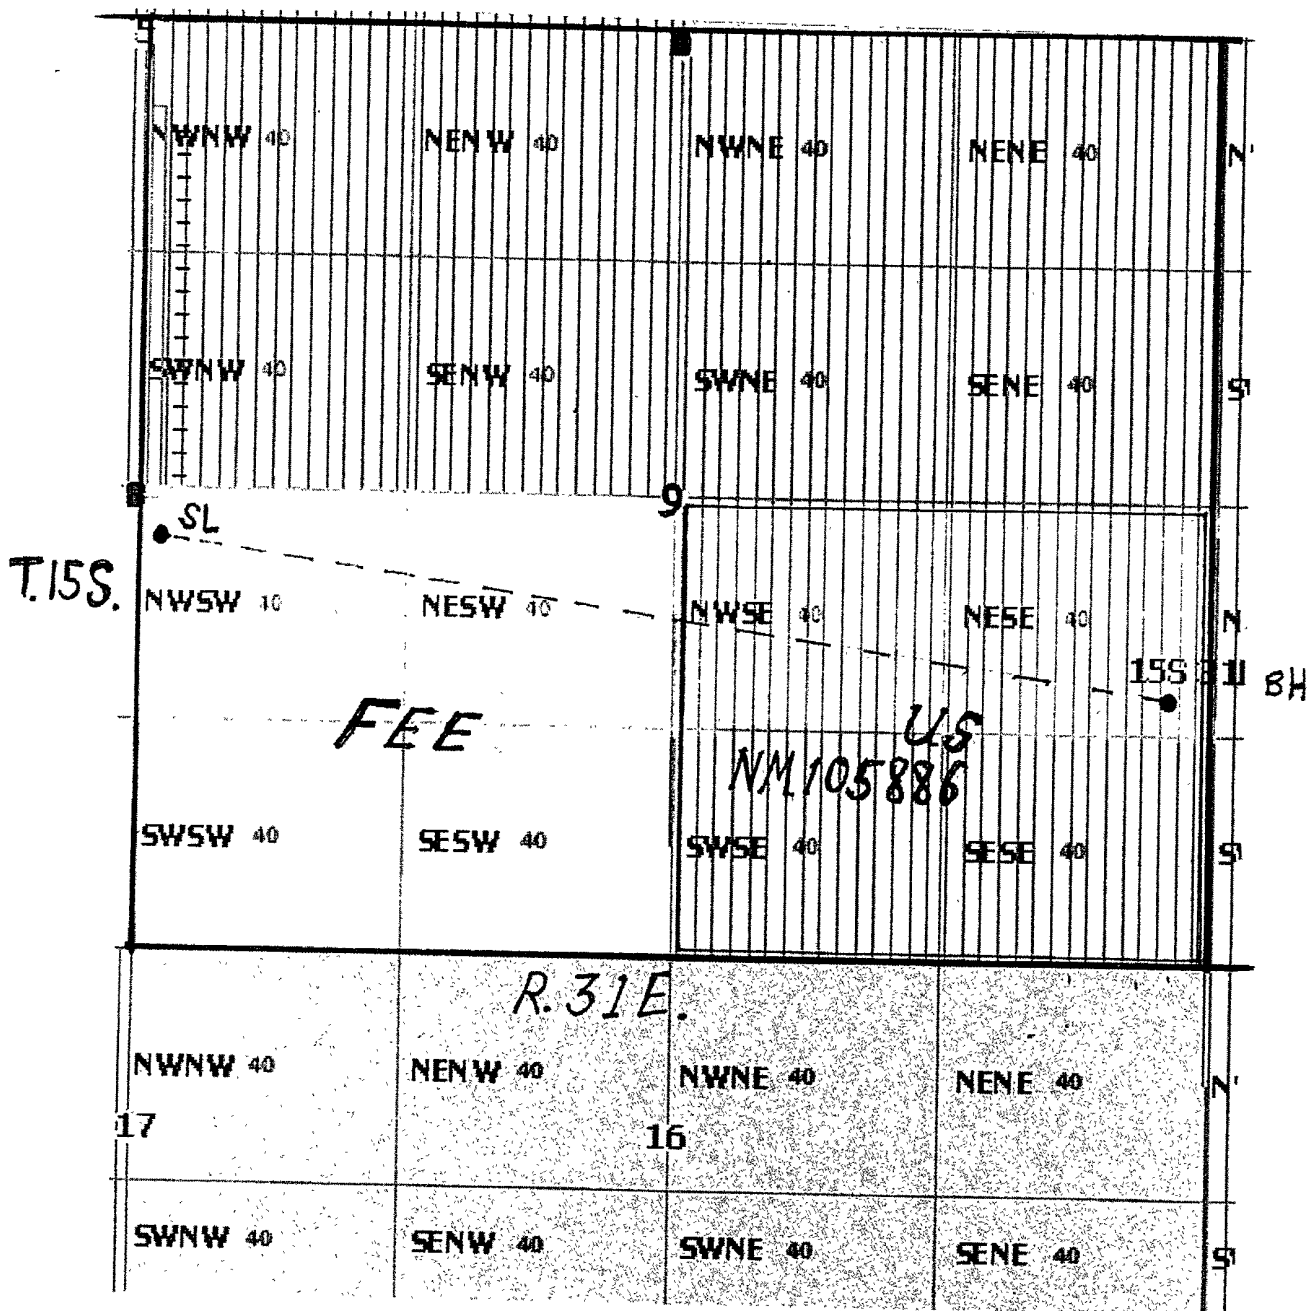 NWNW 40 NENW 40 NWNE 40 NENE 40 N
SWNW 40 SENW 40 SWNE 40 SENE 40 S
9
SL
T.15S.
NWSW 40 NESW 40 NWSE 40 NESE 40 N
15S 31 BH
FEE US
NM105886
SWSW 40 SESW 40 SWSE 40 SESE 40 S
R.31E.
NWNW 40 NENW 40 NWNE 40 NENE 40 N
17 16
SWNW 40 SENW 40 SWNE 40 SENE 40 S